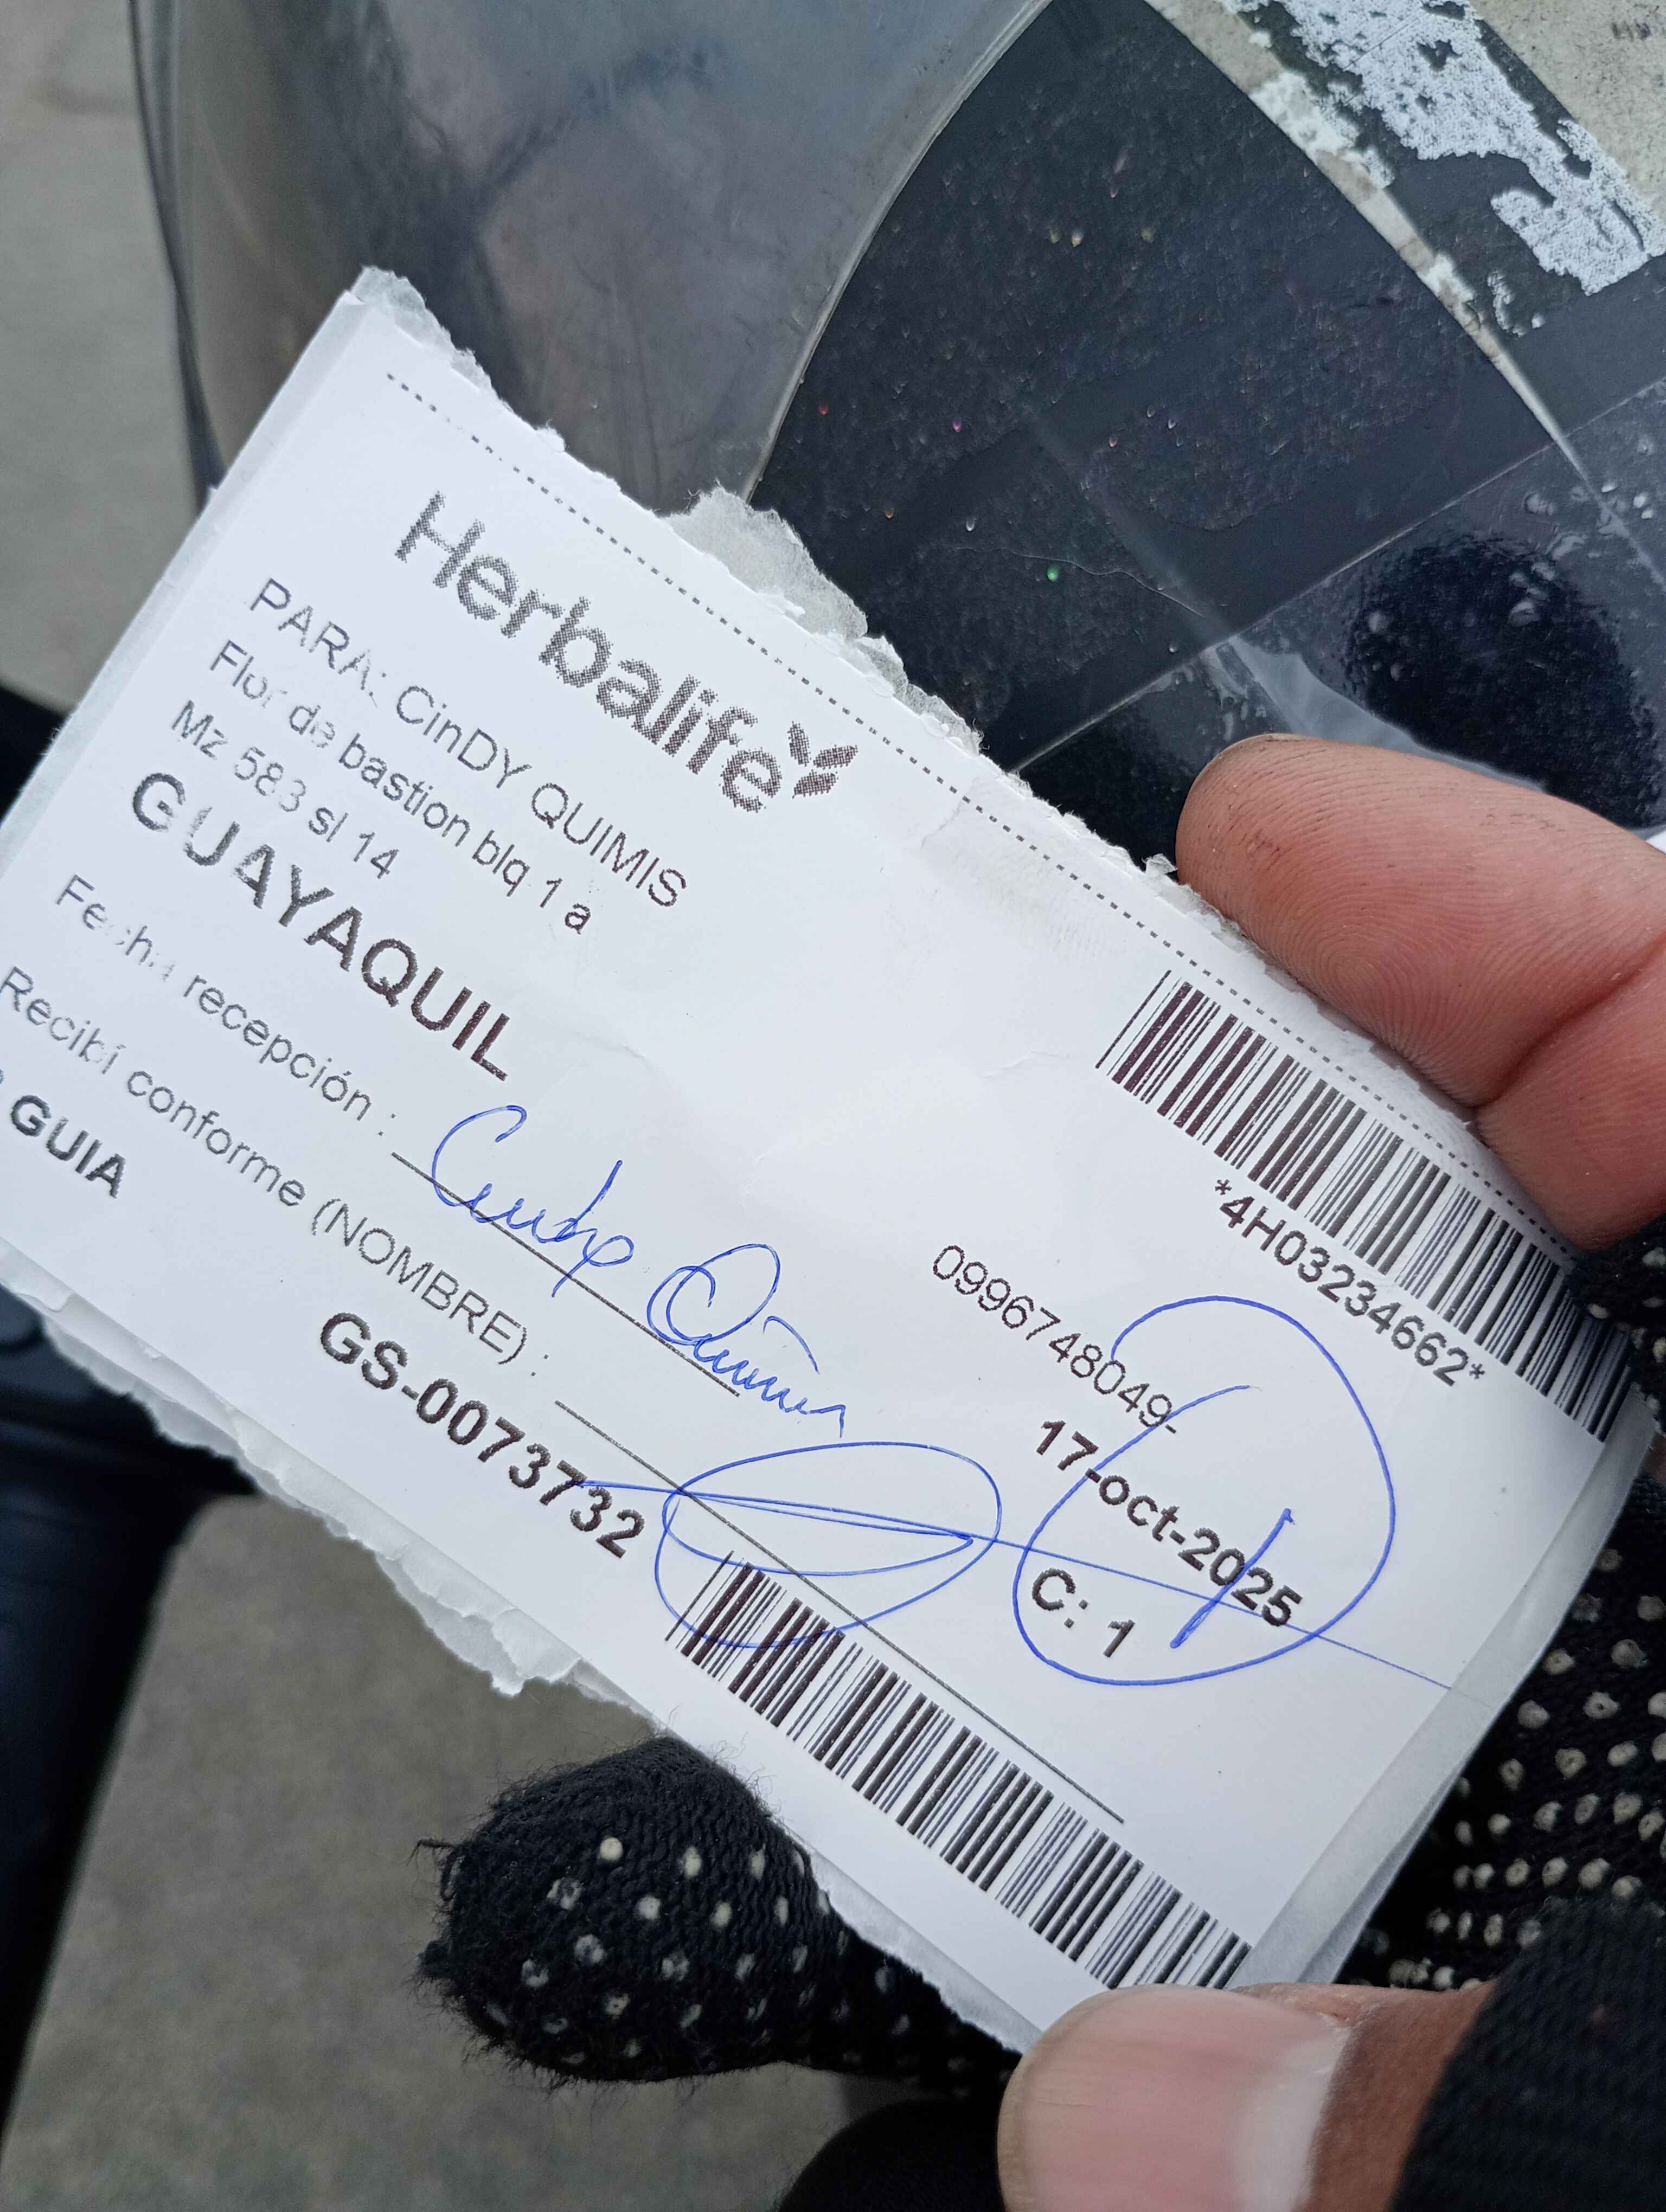 Herbalife
PARA: CinDY QUIMIS
Flor de bastion blq 1 a
Mz 583 sl 14
GUAYAQUIL
*4H03234662*
0996748049-
17-oct-2025
C: 1
Fecha recepción :
Recibí conforme (NOMBRE) :
GUIA
GS-0073732